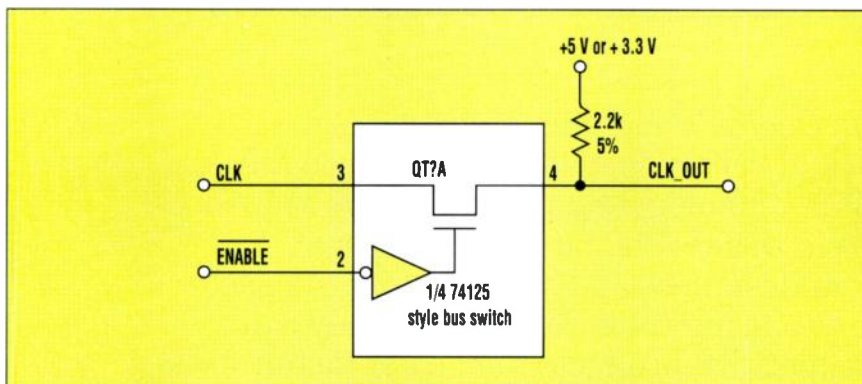 +5 V or + 3.3 V
2.2k
5%
CLK
3
QT?A
4
CLK_OUT
ENABLE
2
1/4 74125
style bus switch